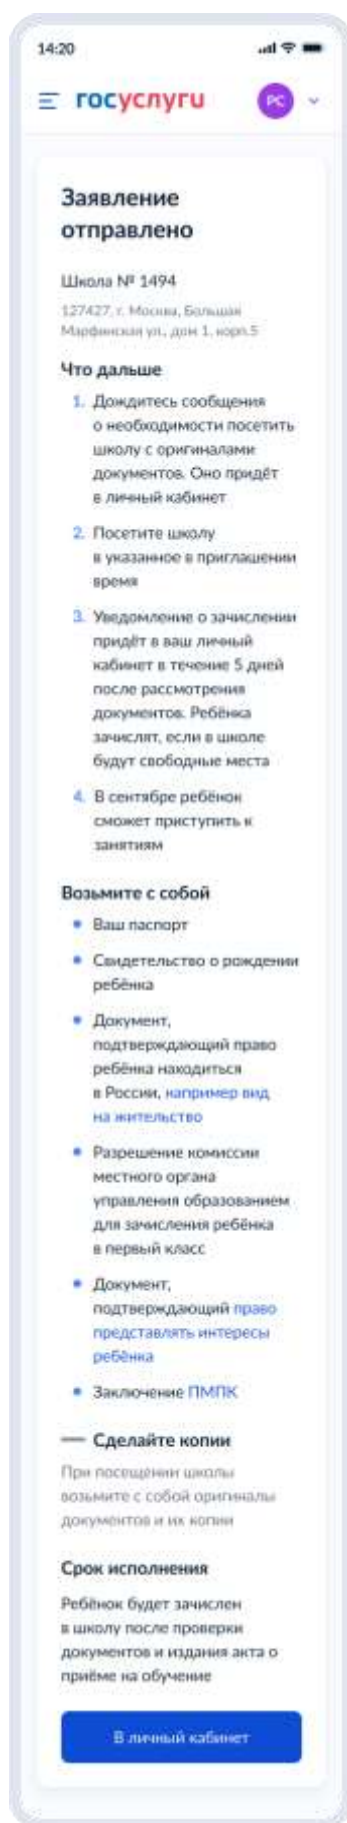 14:20
госуслуги
РС
Заявление
отправлено
Школа № 1494
127427, г. Москва, Большая
Марфинская ул., дом 1, корп.5
Что дальше
1. Дождитесь сообщения
о необходимости посетить
школу с оригиналами
документов. Оно придёт
в личный кабинет
2. Посетите школу
в указанное в приглашении
время
3. Уведомление о зачислении
придёт в ваш личный
кабинет в течение 5 дней
после рассмотрения
документов. Ребёнка
зачислят, если в школе
будут свободные места
4. В сентябре ребёнок
сможет приступить к
занятиям
Возьмите с собой
• Ваш паспорт
• Свидетельство о рождении
ребёнка
• Документ,
подтверждающий право
ребёнка находиться
в России, например вид
на жительство
• Разрешение комиссии
местного органа
управления образованием
для зачисления ребёнка
в первый класс
• Документ,
подтверждающий право
представлять интересы
ребёнка
• Заключение ПМПК
— Сделайте копии
При посещении школы
возьмите с собой оригиналы
документов и их копии
Срок исполнения
Ребёнок будет зачислен
в школу после проверки
документов и издания акта о
приёме на обучение
В личный кабинет